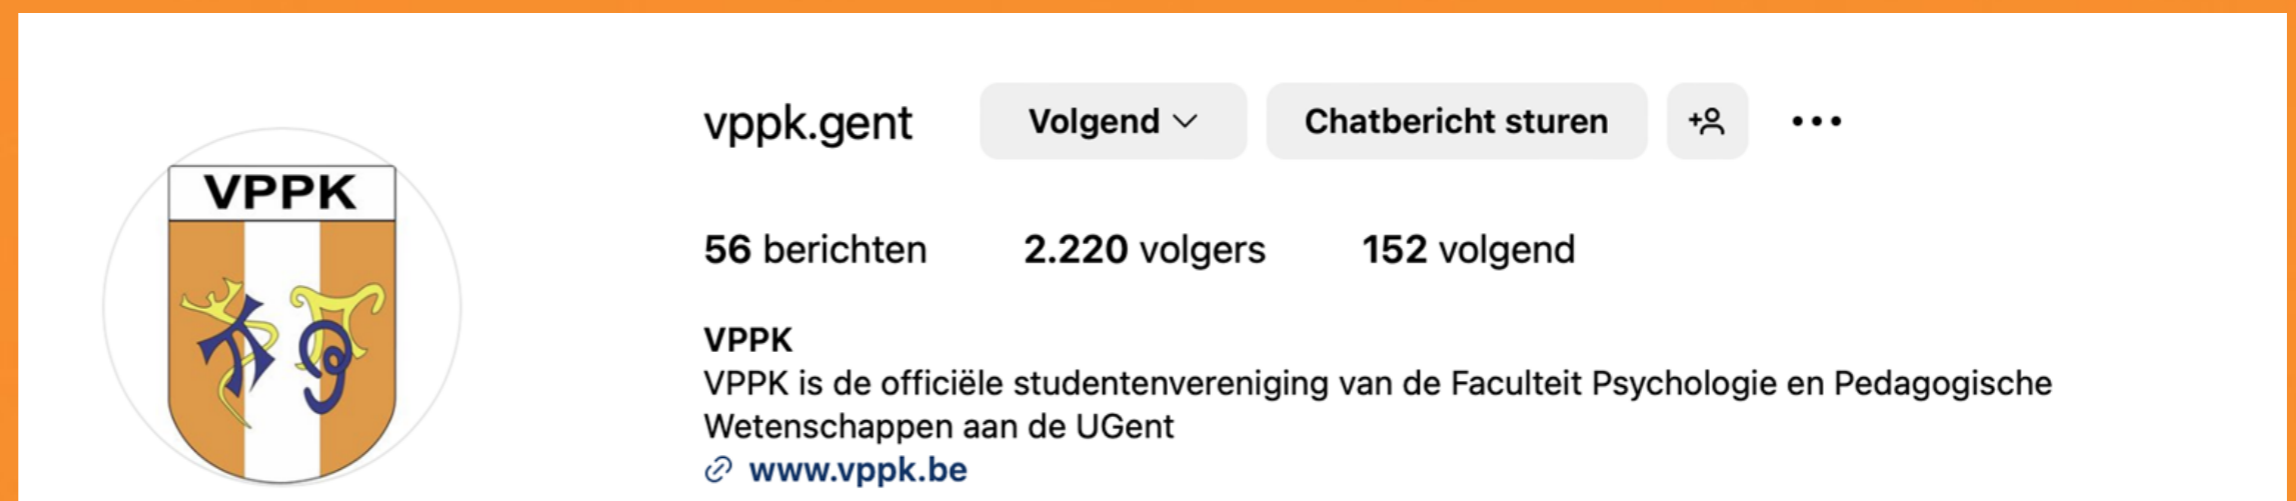 VPPK
vppk.gent Volgend Chatbericht sturen
56 berichten 2.220 volgers 152 volgend
VPPK
VPPK is de officiële studentenvereniging van de Faculteit Psychologie en Pedagogische
Wetenschappen aan de UGent
www.vppk.be